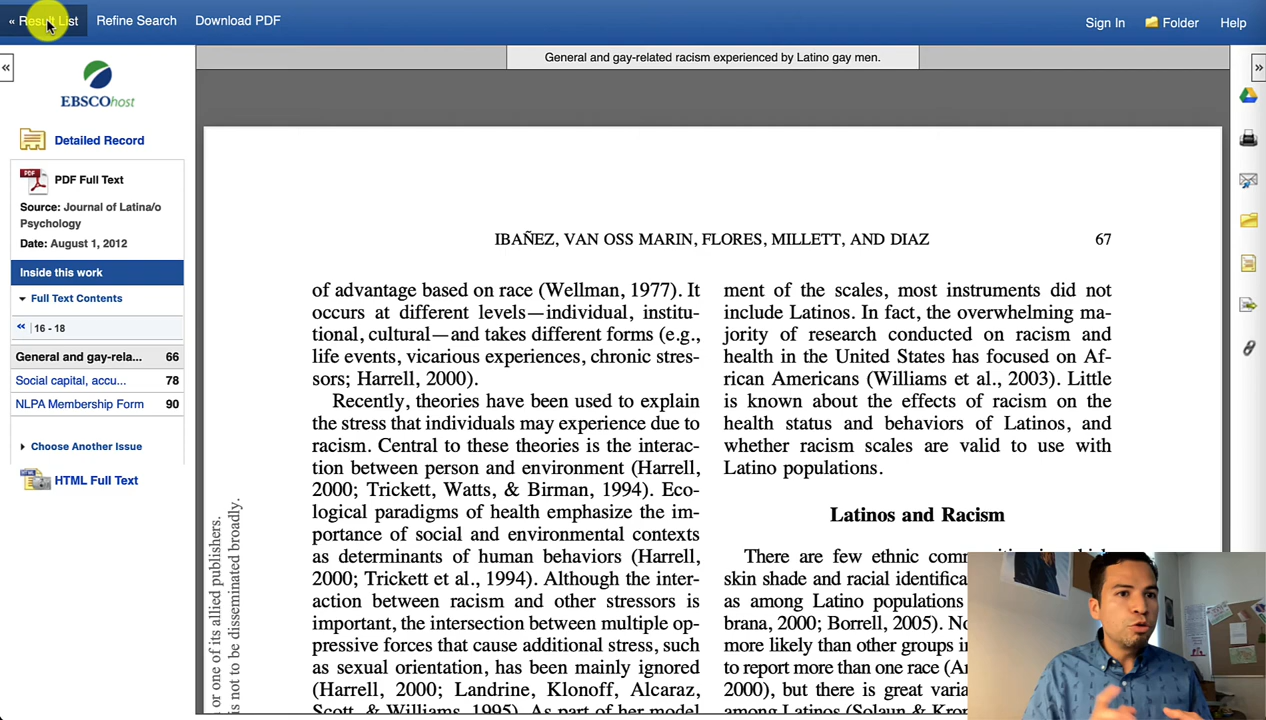 « Result List
Refine Search
Download PDF
Sign In
Folder
Help
«
General and gay-related racism experienced by Latino gay men.
»
EBSCOhost
Detailed Record
PDF
PDF Full Text
Source: Journal of Latina/o
Psychology
Date: August 1, 2012
Inside this work
Full Text Contents
« 16 - 18
General and gay-rela... 66
Social capital, accu... 78
NLPA Membership Form 90
Choose Another Issue
HTML Full Text
or one of its allied publishers.
is not to be disseminated broadly.
IBAÑEZ, VAN OSS MARIN, FLORES, MILLETT, AND DIAZ
67
of advantage based on race (Wellman, 1977). It
occurs at different levels—individual, institu-
tional, cultural—and takes different forms (e.g.,
life events, vicarious experiences, chronic stres-
sors; Harrell, 2000).
Recently, theories have been used to explain
the stress that individuals may experience due to
racism. Central to these theories is the interac-
tion between person and environment (Harrell,
2000; Trickett, Watts, & Birman, 1994). Eco-
logical paradigms of health emphasize the im-
portance of social and environmental contexts
as determinants of human behaviors (Harrell,
2000; Trickett et al., 1994). Although the inter-
action between racism and other stressors is
important, the intersection between multiple op-
pressive forces that cause additional stress, such
as sexual orientation, has been mainly ignored
(Harrell, 2000; Landrine, Klonoff, Alcaraz,
Scott, & Williams, 1995). As part of her model
ment of the scales, most instruments did not
include Latinos. In fact, the overwhelming ma-
jority of research conducted on racism and
health in the United States has focused on Af-
rican Americans (Williams et al., 2003). Little
is known about the effects of racism on the
health status and behaviors of Latinos, and
whether racism scales are valid to use with
Latino populations.
Latinos and Racism
There are few ethnic
skin shade and racial
as among Latino populations
brana, 2000; Borrell, 2005).
more likely than other groups
to report more than one race
2000), but there is great
among Latinos (Solaun &